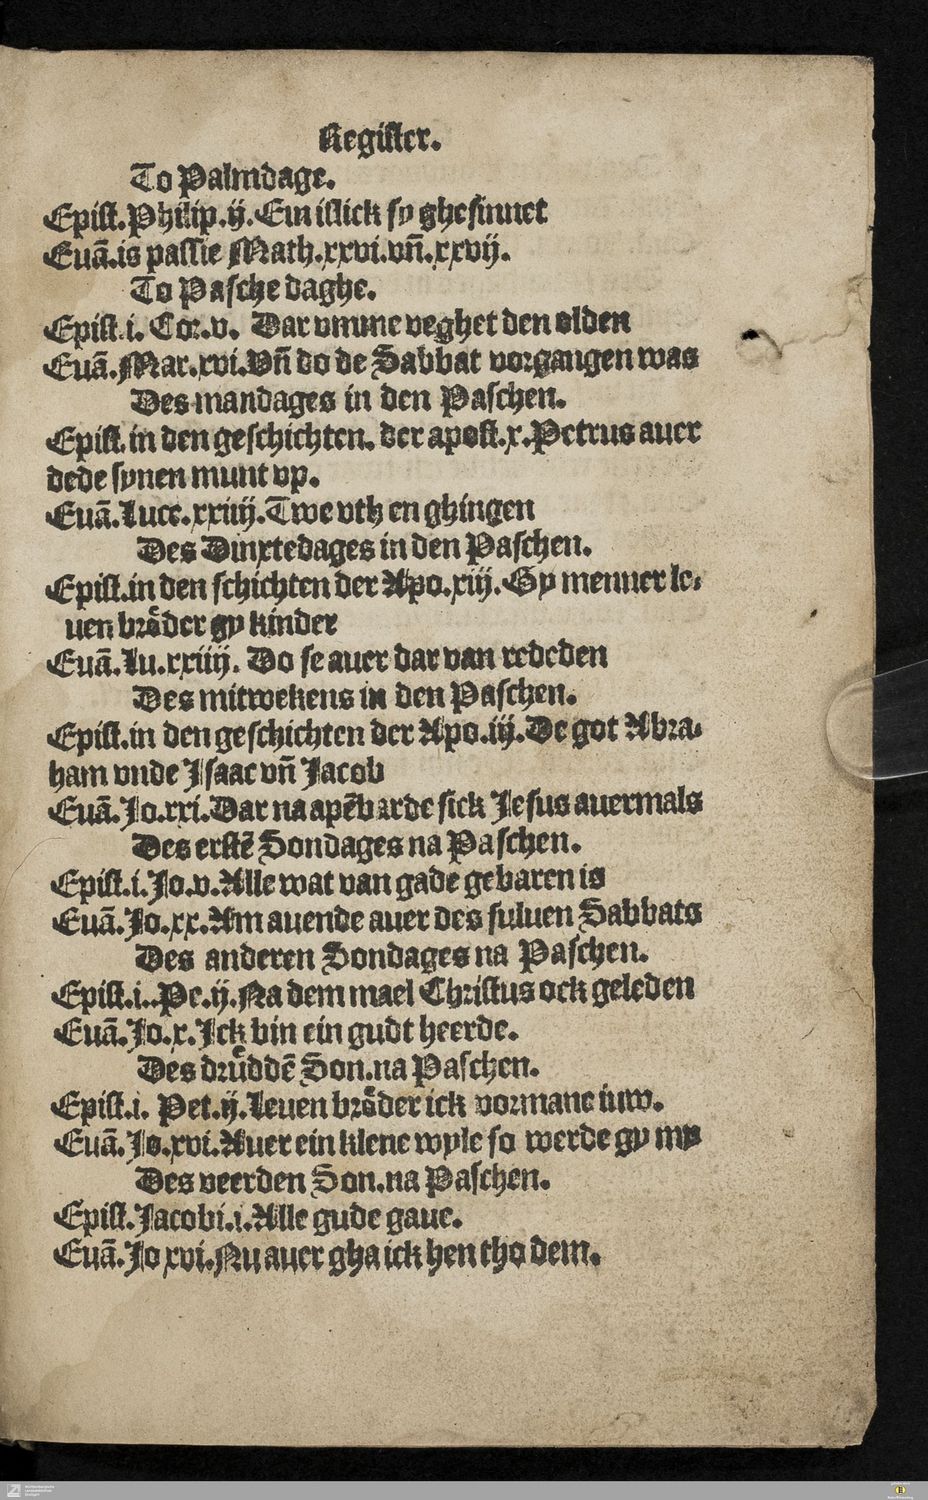 Register.
To Palmdage.
Epist. Philip. ij. Ein islick sy ghesinnet
Euā. is passie Math. xxvi. vn̄. xxvij.
To Pasche daghe.
Epist. i. Cor. v. Dar vmme veghet den olden
Euā. Mar. xvi. Vn̄ do de Sabbat vorgangen was
Des mandages in den Paschen.
Epist. in den geschichten. der apost. x. Petrus auer
dede synen munt vp.
Euā. Luce. xxiiij. Twe vth en ghingen
Des Dinxtedages in den Paschen.
Epist. in den schichten der Apo. xiij. Gy menner le-
uen brȯder gy kinder
Euā. Lu. xxiiij. Do se auer dar van rededen
Des mitwekens in den Paschen.
Epist. in den geschichten der Apo. iij. De got Abra-
ham vnde Isaac vn̄ Jacob
Euā. Jo. xxi. Dar na apēbarde sick Jesus auermals
Des erstē Sondages na Paschen.
Epist. i. Jo. v. Alle wat van gade gebaren is
Euā. Jo. xx. Am auende auer des suluen Sabbats
Des anderen Sondages na Paschen.
Epist. i. Pe. ij. Na dem mael Christus ock geleden
Euā. Jo. x. Ick bin ein gudt heerde.
Des drůddē Son. na Paschen.
Epist. i. Pet. ij. Leuen brȯder ick vormane iuw.
Euā. Jo. xvi. Auer ein klene wyle so werde gy my
Des veerden Son. na Paschen.
Epist. Jacobi. i. Alle gude gaue.
Euā. Jo xvi. Nu auer gha ick hen tho dem.